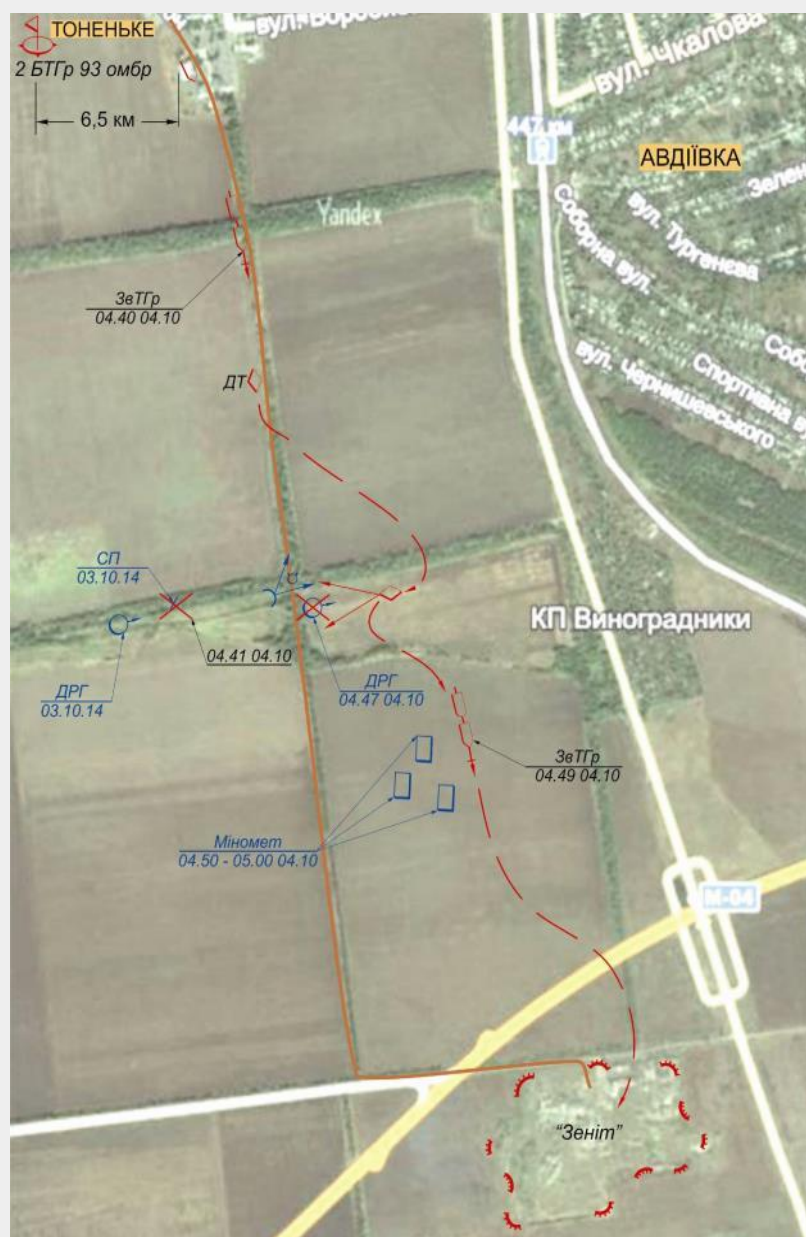 ТОНЕНЬКЕ
2 БТГр 93 омбр
6,5 км
вул. Чкалова
447 км
АВДІЇВКА
Yandex
Соборна вул.
вул. Тургенєва
ЗвТГр
04.40 04.10
вул. Чернишевського
Спортивна
ДТ
СП
03.10.14
04.41 04.10
КП Виноградники
ДРГ
03.10.14
ДРГ
04.47 04.10
ЗвТГр
04.49 04.10
Міномет
04.50 - 05.00 04.10
М-04
“Зеніт”